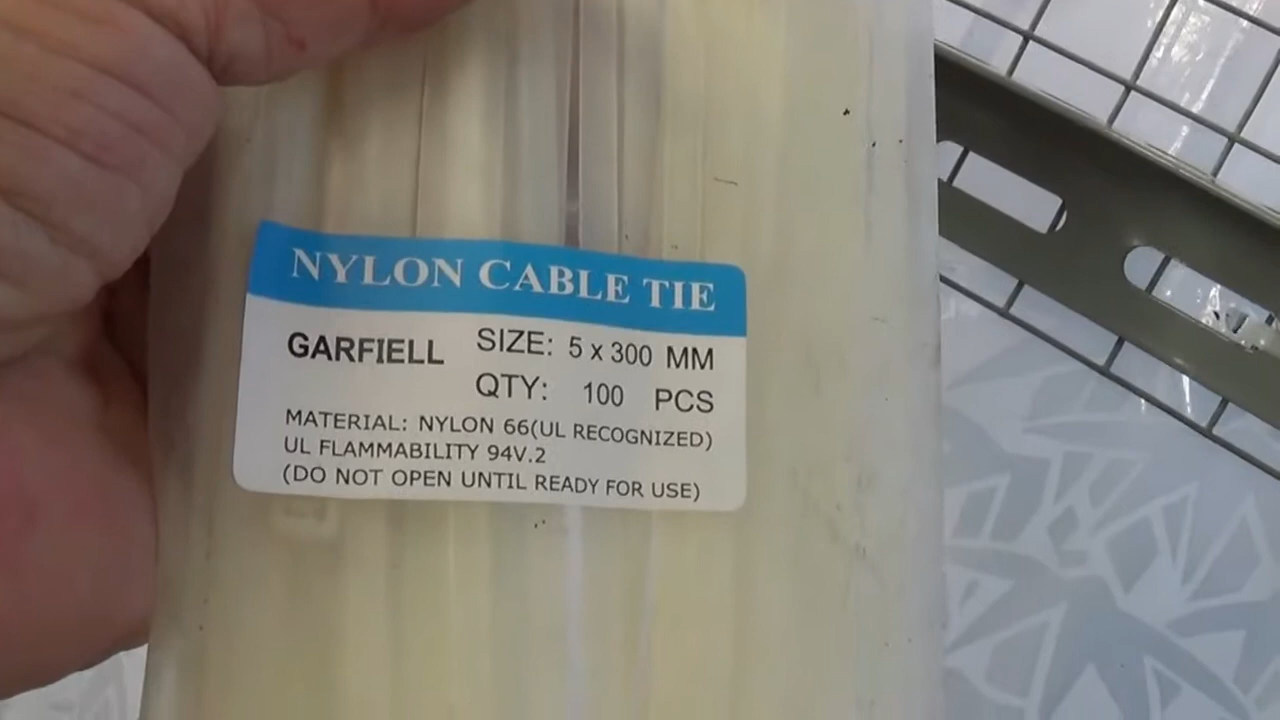 NYLON CABLE TIE
GARFIELL
SIZE: 5 x 300 MM
QTY: 100 PCS
MATERIAL: NYLON 66(UL RECOGNIZED)
UL FLAMMABILITY 94V.2
(DO NOT OPEN UNTIL READY FOR USE)